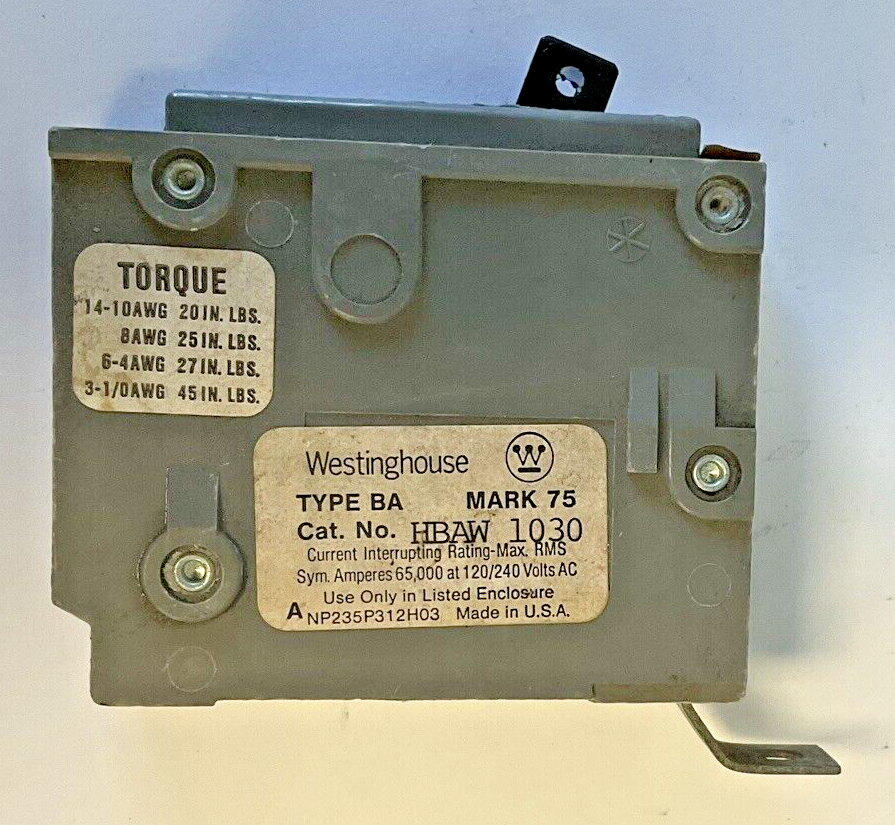 TORQUE
14-10AWG 20IN. LBS.
8AWG 25IN. LBS.
6-4AWG 27IN. LBS.
3-1/0AWG 45IN. LBS.
Westinghouse W
TYPE BA MARK 75
Cat. No. HBAW 1030
Current Interrupting Rating-Max. RMS
Sym. Amperes 65,000 at 120/240 Volts AC
Use Only in Listed Enclosure
A NP235P312H03 Made in U.S.A.